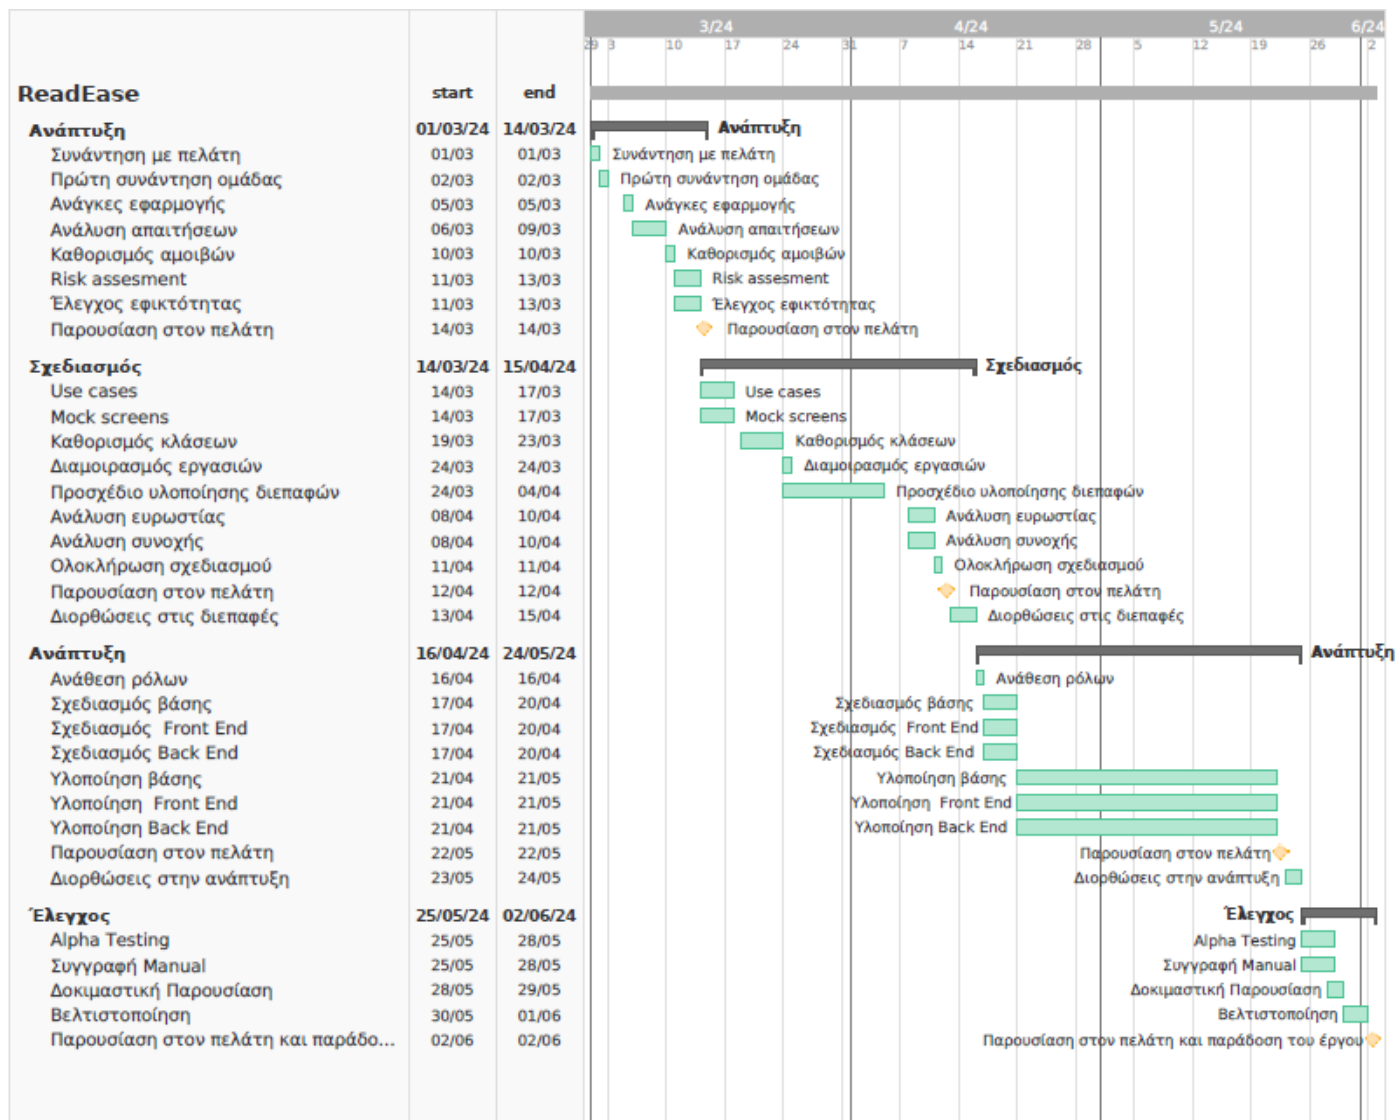 3/24 4/24 5/24 6/24
29 3 10 17 24 31 7 14 21 28 5 12 19 26 2
ReadEase start end
Ανάπτυξη 01/03/24 14/03/24 Ανάπτυξη
Συνάντηση με πελάτη 01/03 01/03 Συνάντηση με πελάτη
Πρώτη συνάντηση ομάδας 02/03 02/03 Πρώτη συνάντηση ομάδας
Ανάγκες εφαρμογής 05/03 05/03 Ανάγκες εφαρμογής
Ανάλυση απαιτήσεων 06/03 09/03 Ανάλυση απαιτήσεων
Καθορισμός αμοιβών 10/03 10/03 Καθορισμός αμοιβών
Risk assesment 11/03 13/03 Risk assesment
Έλεγχος εφικτότητας 11/03 13/03 Έλεγχος εφικτότητας
Παρουσίαση στον πελάτη 14/03 14/03 Παρουσίαση στον πελάτη
Σχεδιασμός 14/03/24 15/04/24 Σχεδιασμός
Use cases 14/03 17/03 Use cases
Mock screens 14/03 17/03 Mock screens
Καθορισμός κλάσεων 19/03 23/03 Καθορισμός κλάσεων
Διαμοιρασμός εργασιών 24/03 24/03 Διαμοιρασμός εργασιών
Προσχέδιο υλοποίησης διεπαφών 24/03 04/04 Προσχέδιο υλοποίησης διεπαφών
Ανάλυση ευρωστίας 08/04 10/04 Ανάλυση ευρωστίας
Ανάλυση συνοχής 08/04 10/04 Ανάλυση συνοχής
Ολοκλήρωση σχεδιασμού 11/04 11/04 Ολοκλήρωση σχεδιασμού
Παρουσίαση στον πελάτη 12/04 12/04 Παρουσίαση στον πελάτη
Διορθώσεις στις διεπαφές 13/04 15/04 Διορθώσεις στις διεπαφές
Ανάπτυξη 16/04/24 24/05/24 Ανάπτυξη
Ανάθεση ρόλων 16/04 16/04 Ανάθεση ρόλων
Σχεδιασμός βάσης 17/04 20/04 Σχεδιασμός βάσης
Σχεδιασμός Front End 17/04 20/04 Σχεδιασμός Front End
Σχεδιασμός Back End 17/04 20/04 Σχεδιασμός Back End
Υλοποίηση βάσης 21/04 21/05 Υλοποίηση βάσης
Υλοποίηση Front End 21/04 21/05 Υλοποίηση Front End
Υλοποίηση Back End 21/04 21/05 Υλοποίηση Back End
Παρουσίαση στον πελάτη 22/05 22/05 Παρουσίαση στον πελάτη
Διορθώσεις στην ανάπτυξη 23/05 24/05 Διορθώσεις στην ανάπτυξη
Έλεγχος 25/05/24 02/06/24 Έλεγχος
Alpha Testing 25/05 28/05 Alpha Testing
Συγγραφή Manual 25/05 28/05 Συγγραφή Manual
Δοκιμαστική Παρουσίαση 28/05 29/05 Δοκιμαστική Παρουσίαση
Βελτιστοποίηση 30/05 01/06 Βελτιστοποίηση
Παρουσίαση στον πελάτη και παράδο... 02/06 02/06 Παρουσίαση στον πελάτη και παράδοση του έργου